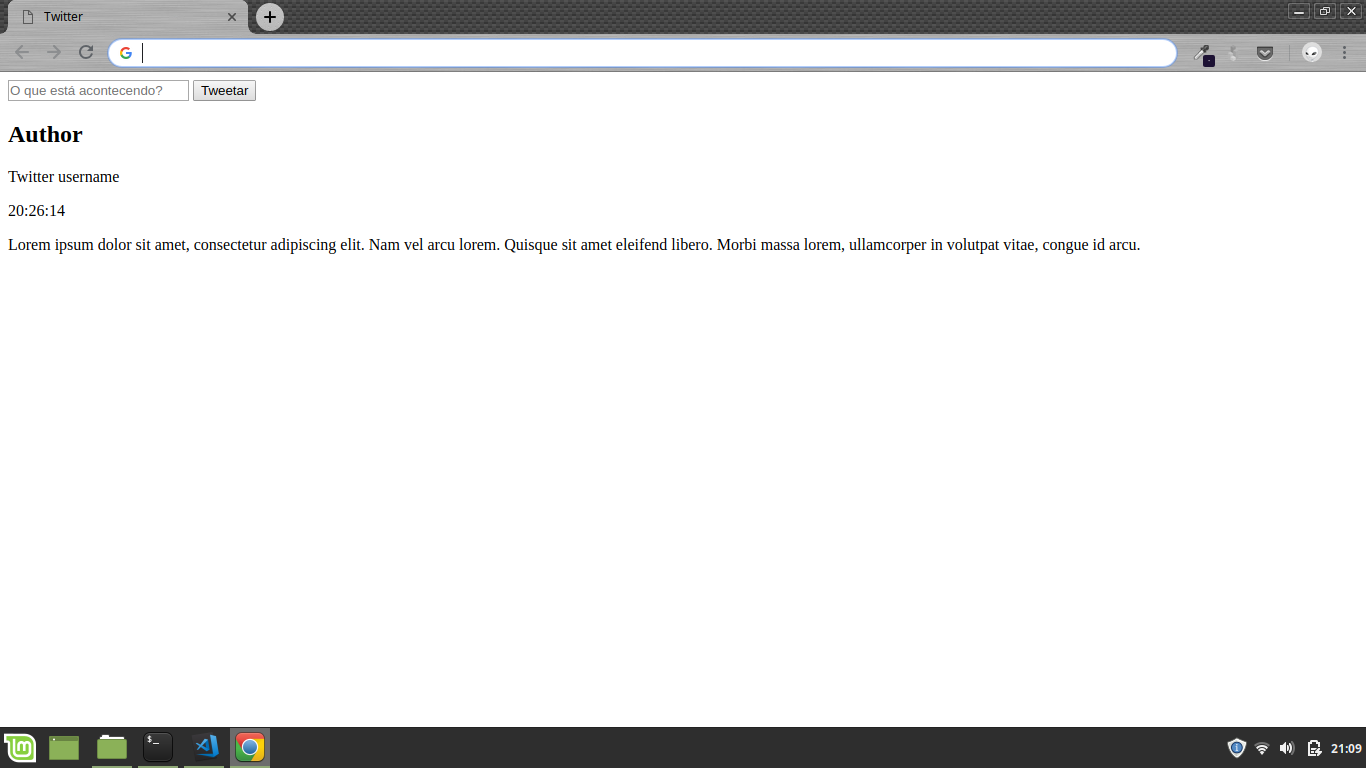 Twitter
O que está acontecendo? Tweetar
Author
Twitter username
20:26:14
Lorem ipsum dolor sit amet, consectetur adipiscing elit. Nam vel arcu lorem. Quisque sit amet eleifend libero. Morbi massa lorem, ullamcorper in volutpat vitae, congue id arcu.
$_
21:09